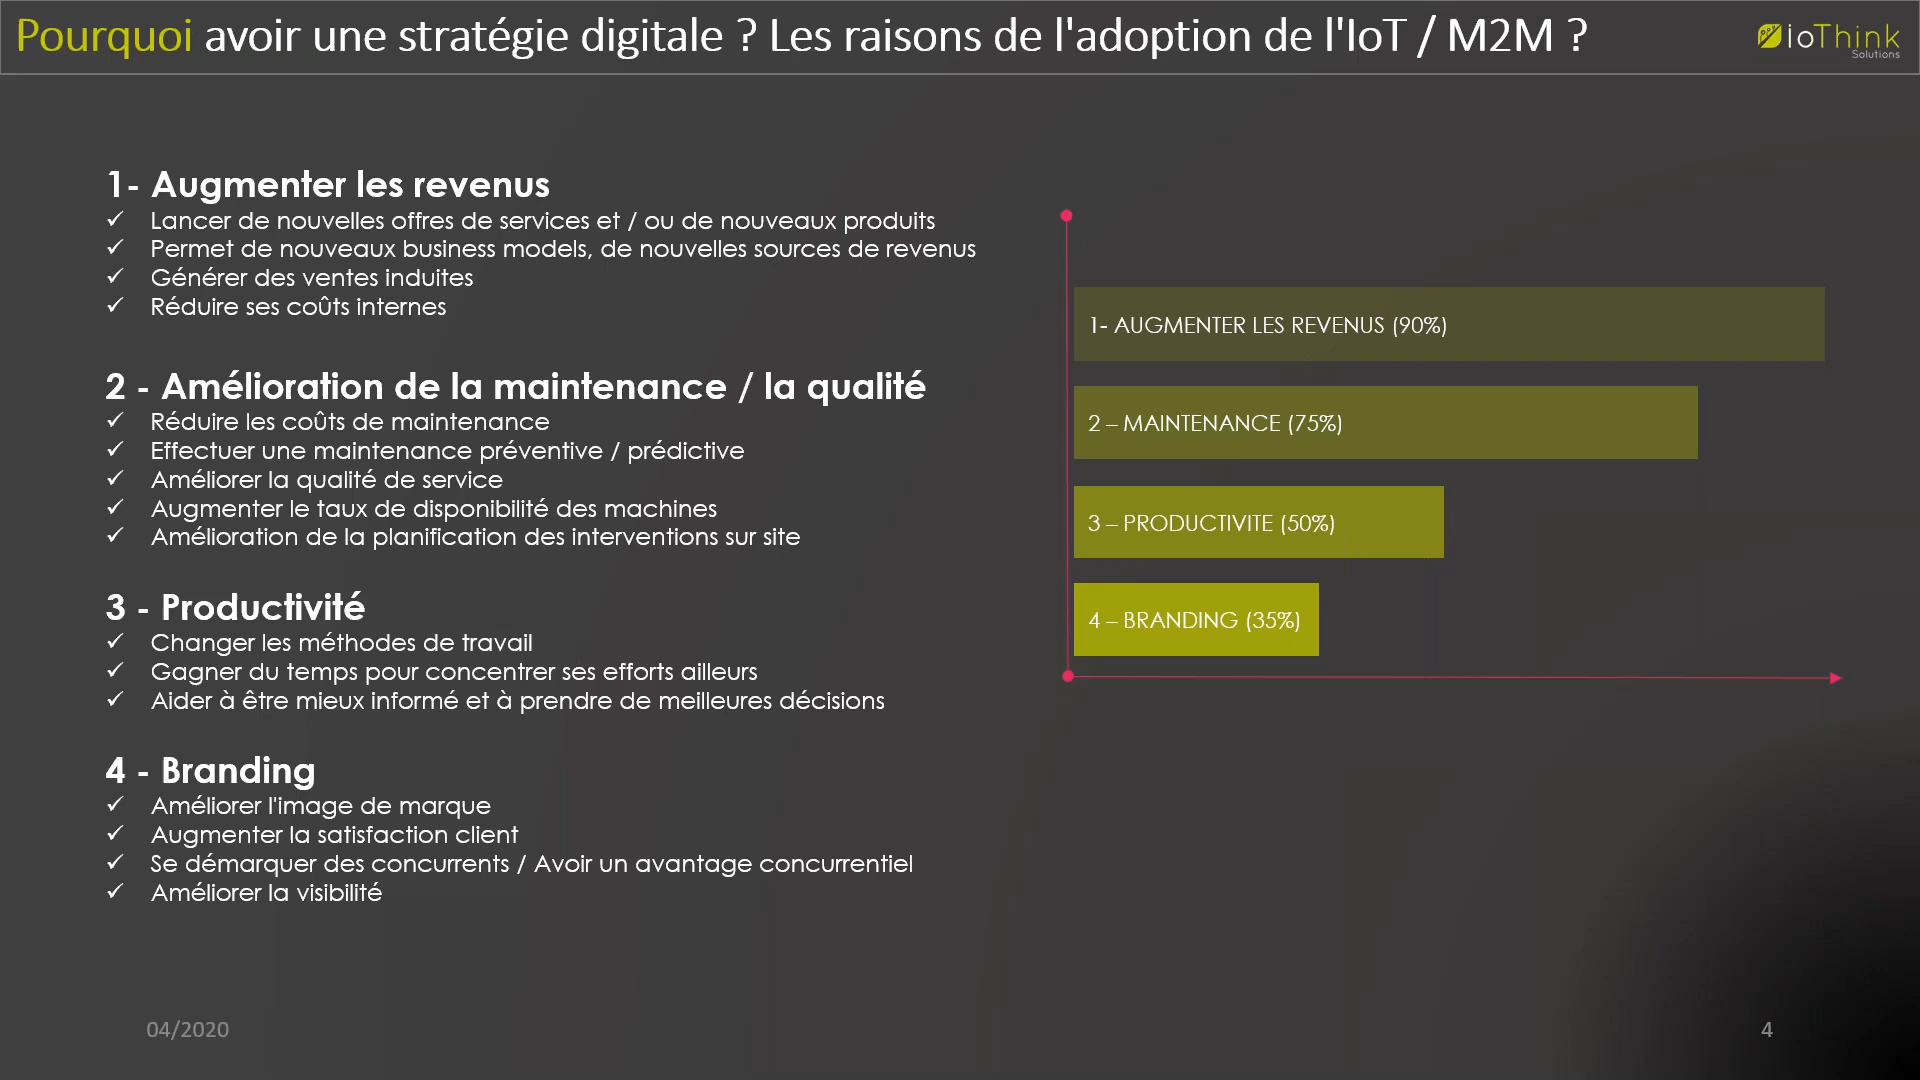 Pourquoi avoir une stratégie digitale ? Les raisons de l'adoption de l'IoT / M2M ?
ioThink
Solutions
1- Augmenter les revenus
✓ Lancer de nouvelles offres de services et / ou de nouveaux produits
✓ Permet de nouveaux business models, de nouvelles sources de revenus
✓ Générer des ventes induites
✓ Réduire ses coûts internes
2 - Amélioration de la maintenance / la qualité
✓ Réduire les coûts de maintenance
✓ Effectuer une maintenance préventive / prédictive
✓ Améliorer la qualité de service
✓ Augmenter le taux de disponibilité des machines
✓ Amélioration de la planification des interventions sur site
3 - Productivité
✓ Changer les méthodes de travail
✓ Gagner du temps pour concentrer ses efforts ailleurs
✓ Aider à être mieux informé et à prendre de meilleures décisions
4 - Branding
✓ Améliorer l'image de marque
✓ Augmenter la satisfaction client
✓ Se démarquer des concurrents / Avoir un avantage concurrentiel
✓ Améliorer la visibilité
1- AUGMENTER LES REVENUS (90%)
2 – MAINTENANCE (75%)
3 – PRODUCTIVITE (50%)
4 – BRANDING (35%)
04/2020
4